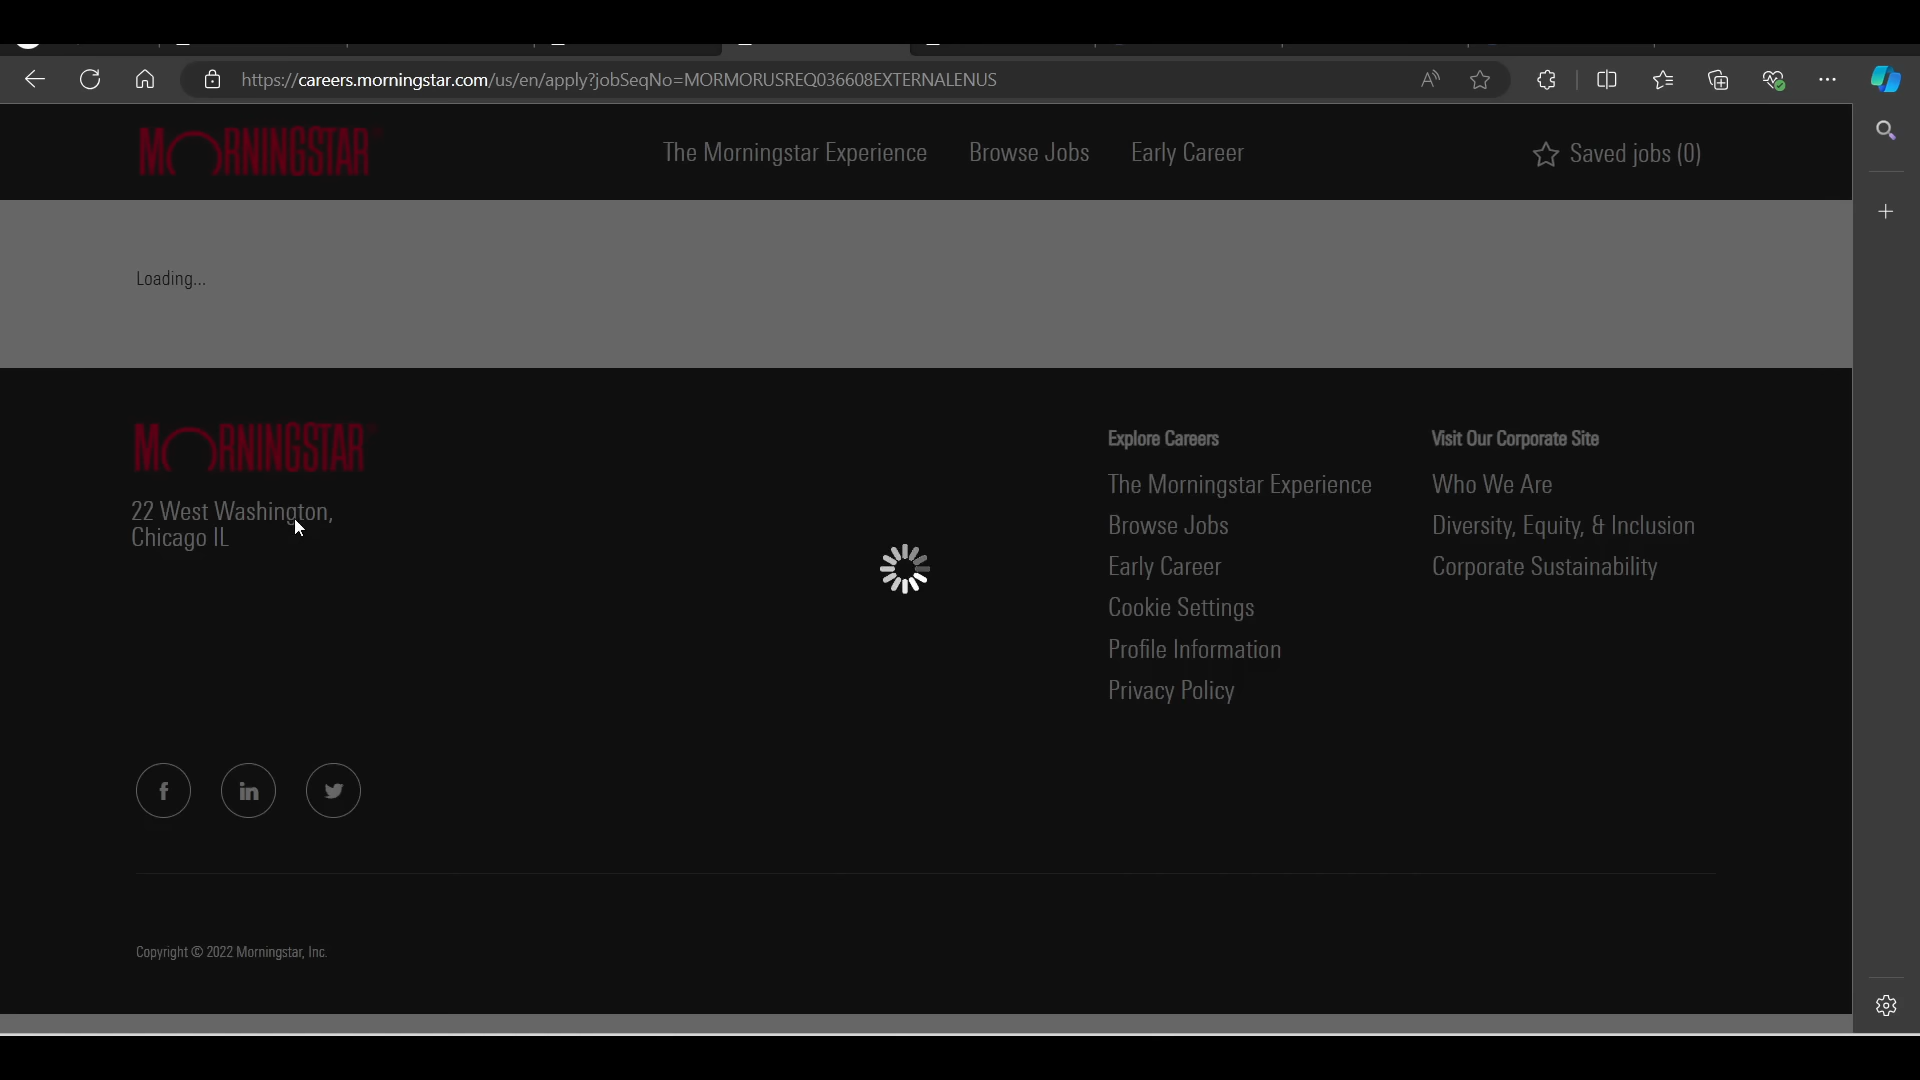 https://careers.morningstar.com/us/en/apply?jobSeqNo=MORMORUSREQ036608EXTERNALENUS
MORNINGSTAR
The Morningstar Experience
Browse Jobs
Early Career
Saved jobs (0)
Loading...
MORNINGSTAR
22 West Washington,
Chicago IL
Explore Careers
The Morningstar Experience
Browse Jobs
Early Career
Cookie Settings
Profile Information
Privacy Policy
Visit Our Corporate Site
Who We Are
Diversity, Equity, & Inclusion
Corporate Sustainability
Copyright © 2022 Morningstar, Inc.